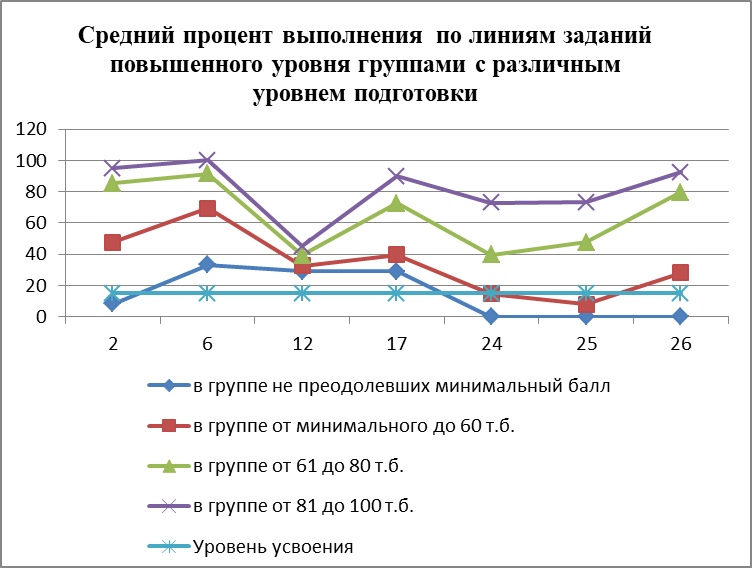 Средний процент выполнения по линиям заданий
повышенного уровня группами с различным
уровнем подготовки
120
100
80
60
40
20
0
2 6 12 17 24 25 26
в группе не преодолевших минимальный балл
в группе от минимального до 60 т.б.
в группе от 61 до 80 т.б.
в группе от 81 до 100 т.б.
Уровень усвоения